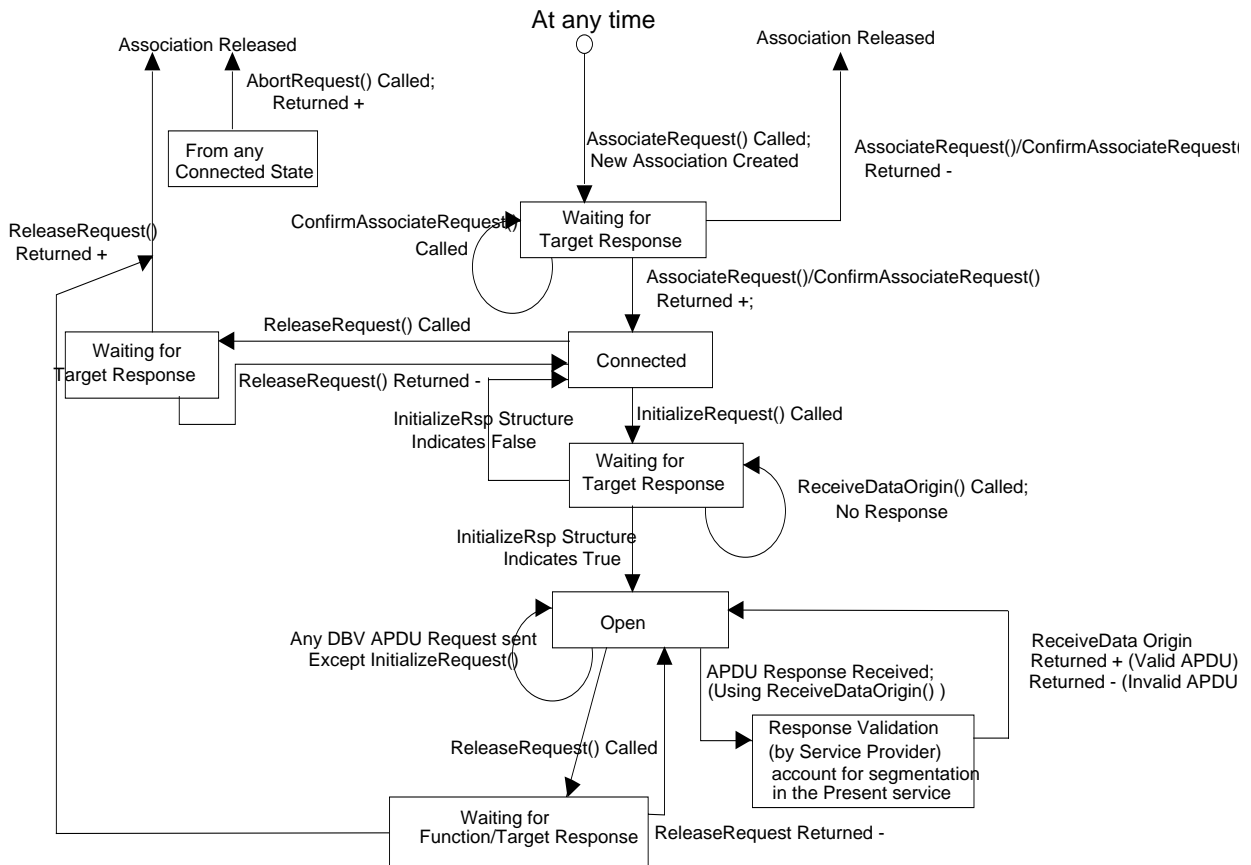 At any time
Association Released
Association Released
AbortRequest() Called;
Returned +
From any
Connected State
AssociateRequest() Called;
New Association Created
AssociateRequest()/ConfirmAssociateRequest(
Returned -
ReleaseRequest()
Returned +
ConfirmAssociateRequest()
Called
Waiting for
Target Response
AssociateRequest()/ConfirmAssociateRequest()
Returned +;
ReleaseRequest() Called
Waiting for
Target Response
Connected
ReleaseRequest() Returned -
InitializeRsp Structure
Indicates False
InitializeRequest() Called
Waiting for
Target Response
ReceiveDataOrigin() Called;
No Response
InitializeRsp Structure
Indicates True
Open
Any DBV APDU Request sent
Except InitializeRequest()
APDU Response Received;
(Using ReceiveDataOrigin() )
ReceiveData Origin
Returned + (Valid APDU)
Returned - (Invalid APDU
Response Validation
(by Service Provider)
account for segmentation
in the Present service
ReleaseRequest() Called
Waiting for
Function/Target Response
ReleaseRequest Returned -